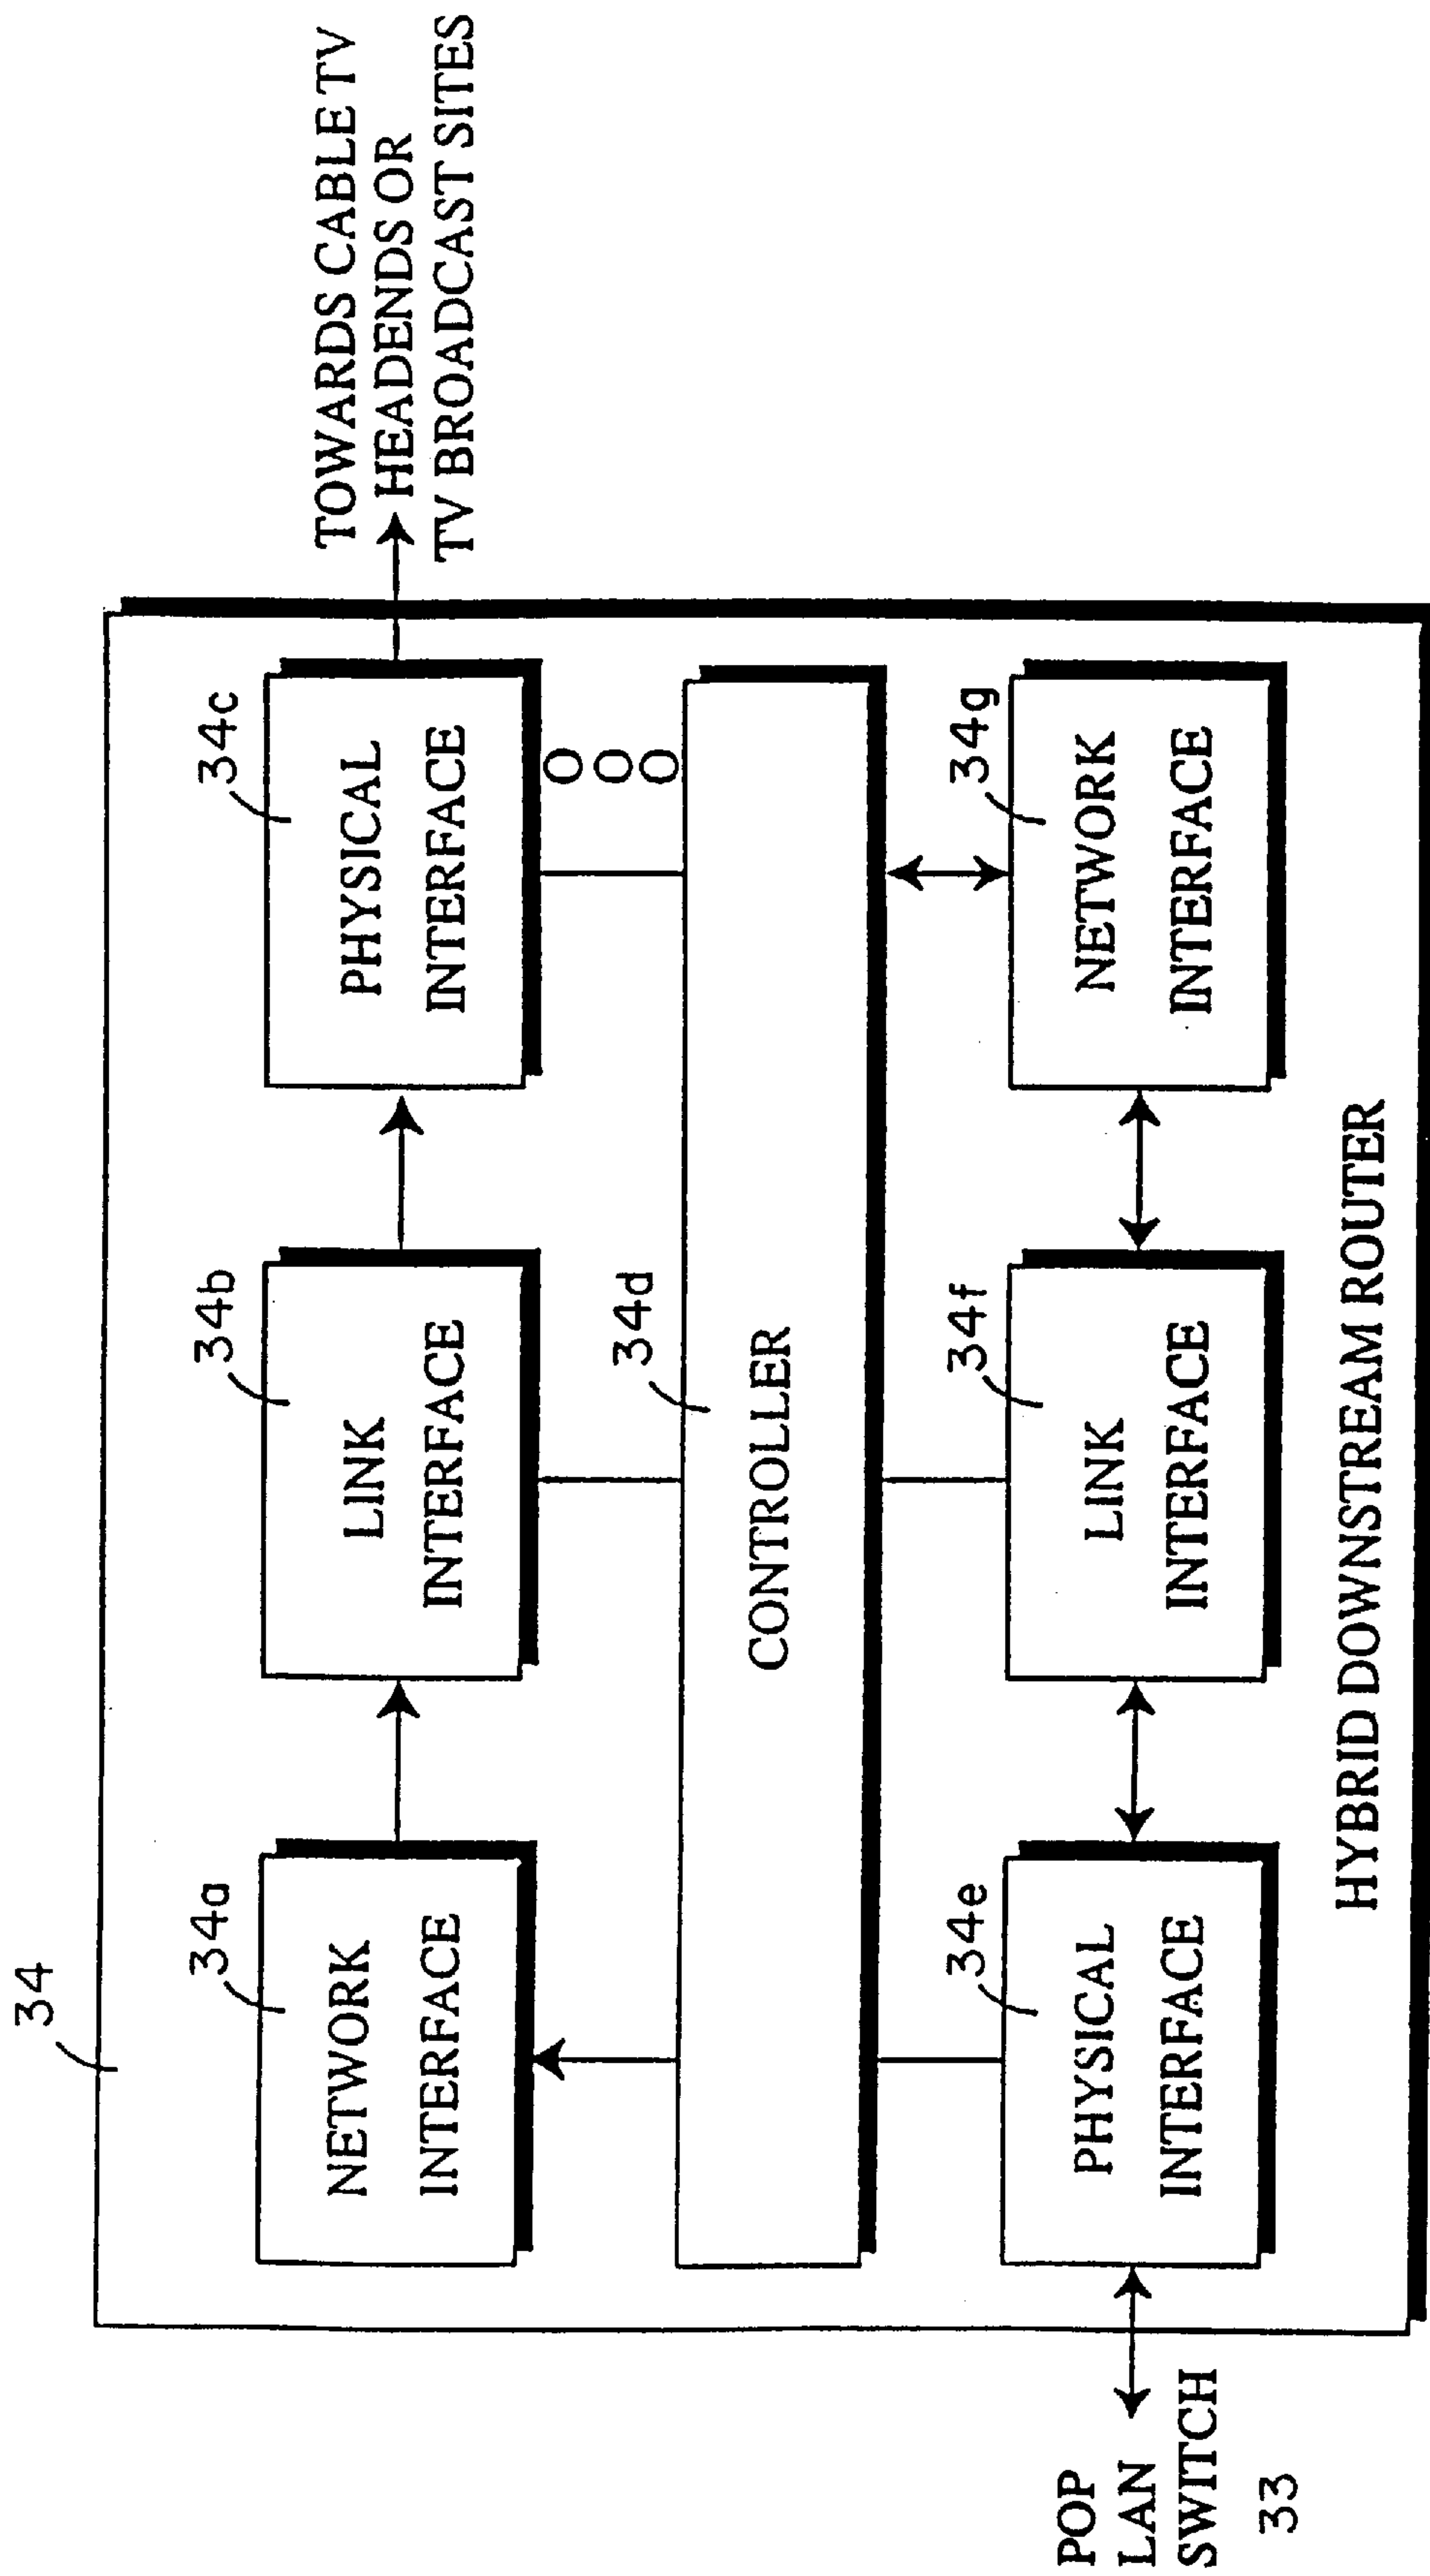 34
34a
NETWORK
INTERFACE
34b
LINK
INTERFACE
34c
PHYSICAL
INTERFACE
TOWARDS CABLE TV
HEADENDS OR
TV BROADCAST SITES
34d
CONTROLLER
34e
PHYSICAL
INTERFACE
34f
LINK
INTERFACE
34g
NETWORK
INTERFACE
POP
LAN
SWITCH
33
HYBRID DOWNSTREAM ROUTER